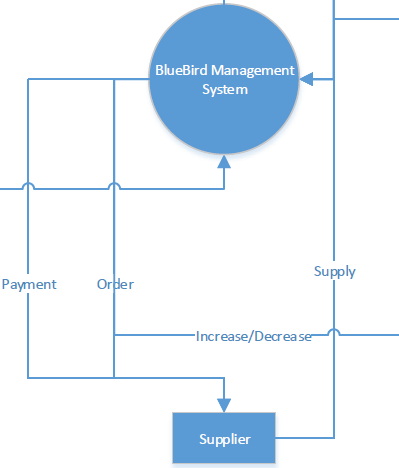 BlueBird Management
System
Supply
Payment
Order
Increase/Decrease
Supplier